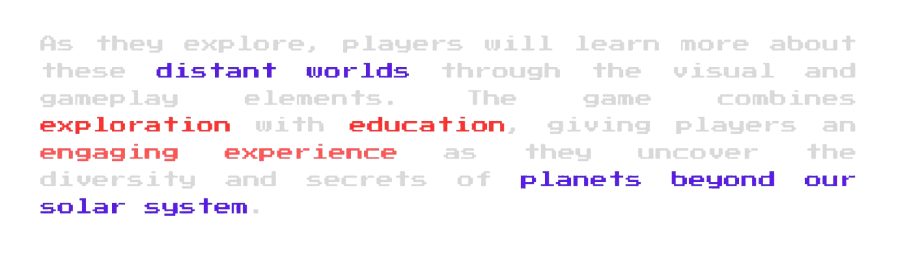 As they explore, players will learn more about
these distant worlds through the visual and
gameplay elements. The game combines
exploration with education, giving players an
engaging experience as they uncover the
diversity and secrets of planets beyond our
solar system.